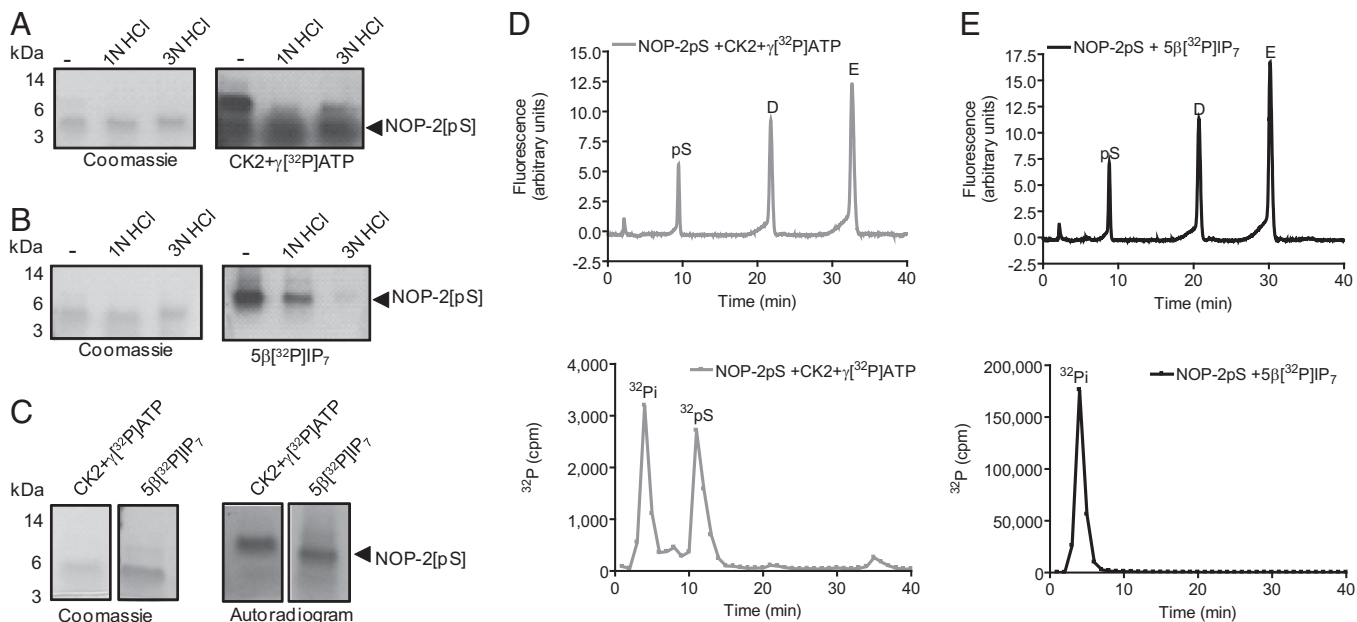 A
kDa
14
6
3
-
1N HCl
3N HCl
Coomassie
-
1N HCl
3N HCl
CK2+γ[³²P]ATP
NOP-2[pS]
B
kDa
14
6
3
-
1N HCl
3N HCl
Coomassie
-
1N HCl
3N HCl
5β[³²P]IP₇
NOP-2[pS]
C
kDa
14
6
3
CK2+γ[³²P]ATP
5β[³²P]IP₇
Coomassie
CK2+γ[³²P]ATP
5β[³²P]IP₇
Autoradiogram
NOP-2[pS]
D
NOP-2pS +CK2+γ[³²P]ATP
Fluorescence
(arbitrary units)
15.0
12.5
10.0
7.5
5.0
2.5
0.0
-2.5
pS
D
E
0
10
20
30
40
Time (min)
NOP-2pS +CK2+γ[³²P]ATP
³²P (cpm)
4,000
3,000
2,000
1,000
0
³²Pi
³²pS
0
10
20
30
40
Time (min)
E
NOP-2pS + 5β[³²P]IP₇
Fluorescence
(arbitrary units)
17.5
15.0
12.5
10.0
7.5
5.0
2.5
0.0
-2.5
pS
D
E
0
10
20
30
40
Time (min)
NOP-2pS +5β[³²P]IP₇
³²P (cpm)
200,000
150,000
100,000
50,000
0
³²Pi
0
10
20
30
40
Time (min)